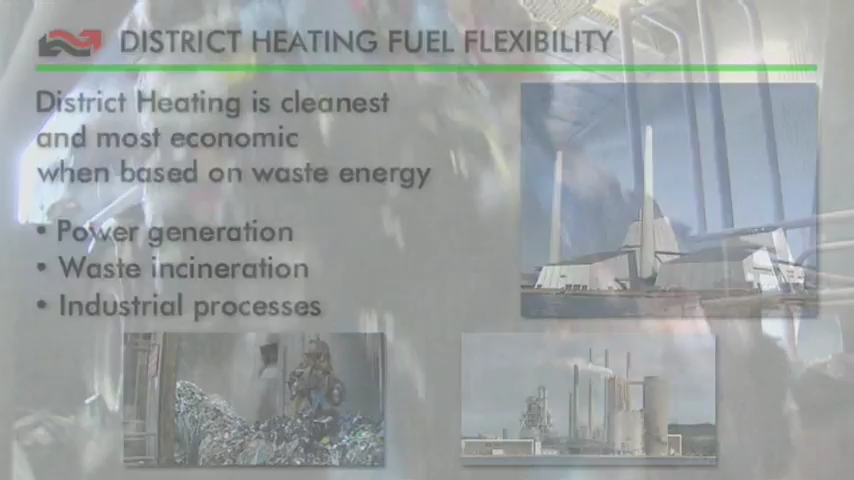 DISTRICT HEATING FUEL FLEXIBILITY
District Heating is cleanest
and most economic
when based on waste energy
• Power generation
• Waste incineration
• Industrial processes